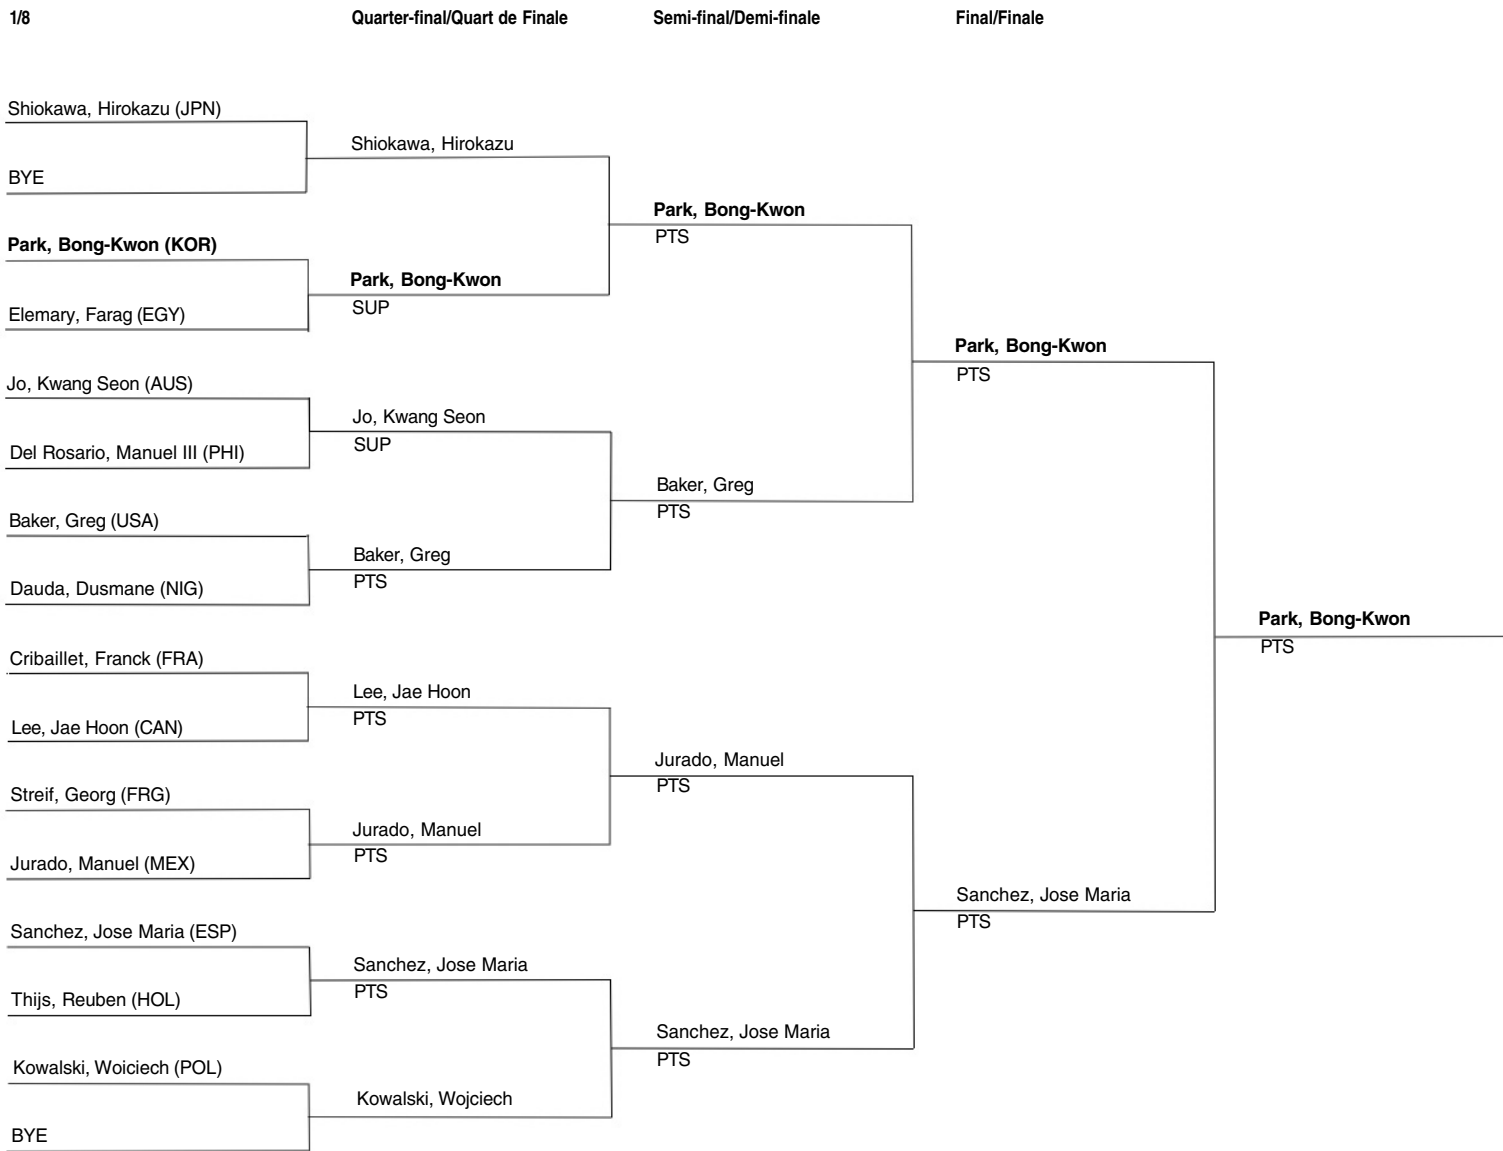 1/8
Quarter-final/Quart de Finale
Semi-final/Demi-finale
Final/Finale
Shiokawa, Hirokazu (JPN)
BYE
Park, Bong-Kwon (KOR)
Elemary, Farag (EGY)
Jo, Kwang Seon (AUS)
Del Rosario, Manuel III (PHI)
Baker, Greg (USA)
Dauda, Dusmane (NIG)
Cribaillet, Franck (FRA)
Lee, Jae Hoon (CAN)
Streif, Georg (FRG)
Jurado, Manuel (MEX)
Sanchez, Jose Maria (ESP)
Thijs, Reuben (HOL)
Kowalski, Woiciech (POL)
BYE
Shiokawa, Hirokazu
Park, Bong-Kwon
SUP
Jo, Kwang Seon
SUP
Baker, Greg
PTS
Lee, Jae Hoon
PTS
Jurado, Manuel
PTS
Sanchez, Jose Maria
PTS
Kowalski, Wojciech
Park, Bong-Kwon
PTS
Baker, Greg
PTS
Jurado, Manuel
PTS
Sanchez, Jose Maria
PTS
Park, Bong-Kwon
PTS
Sanchez, Jose Maria
PTS
Park, Bong-Kwon
PTS